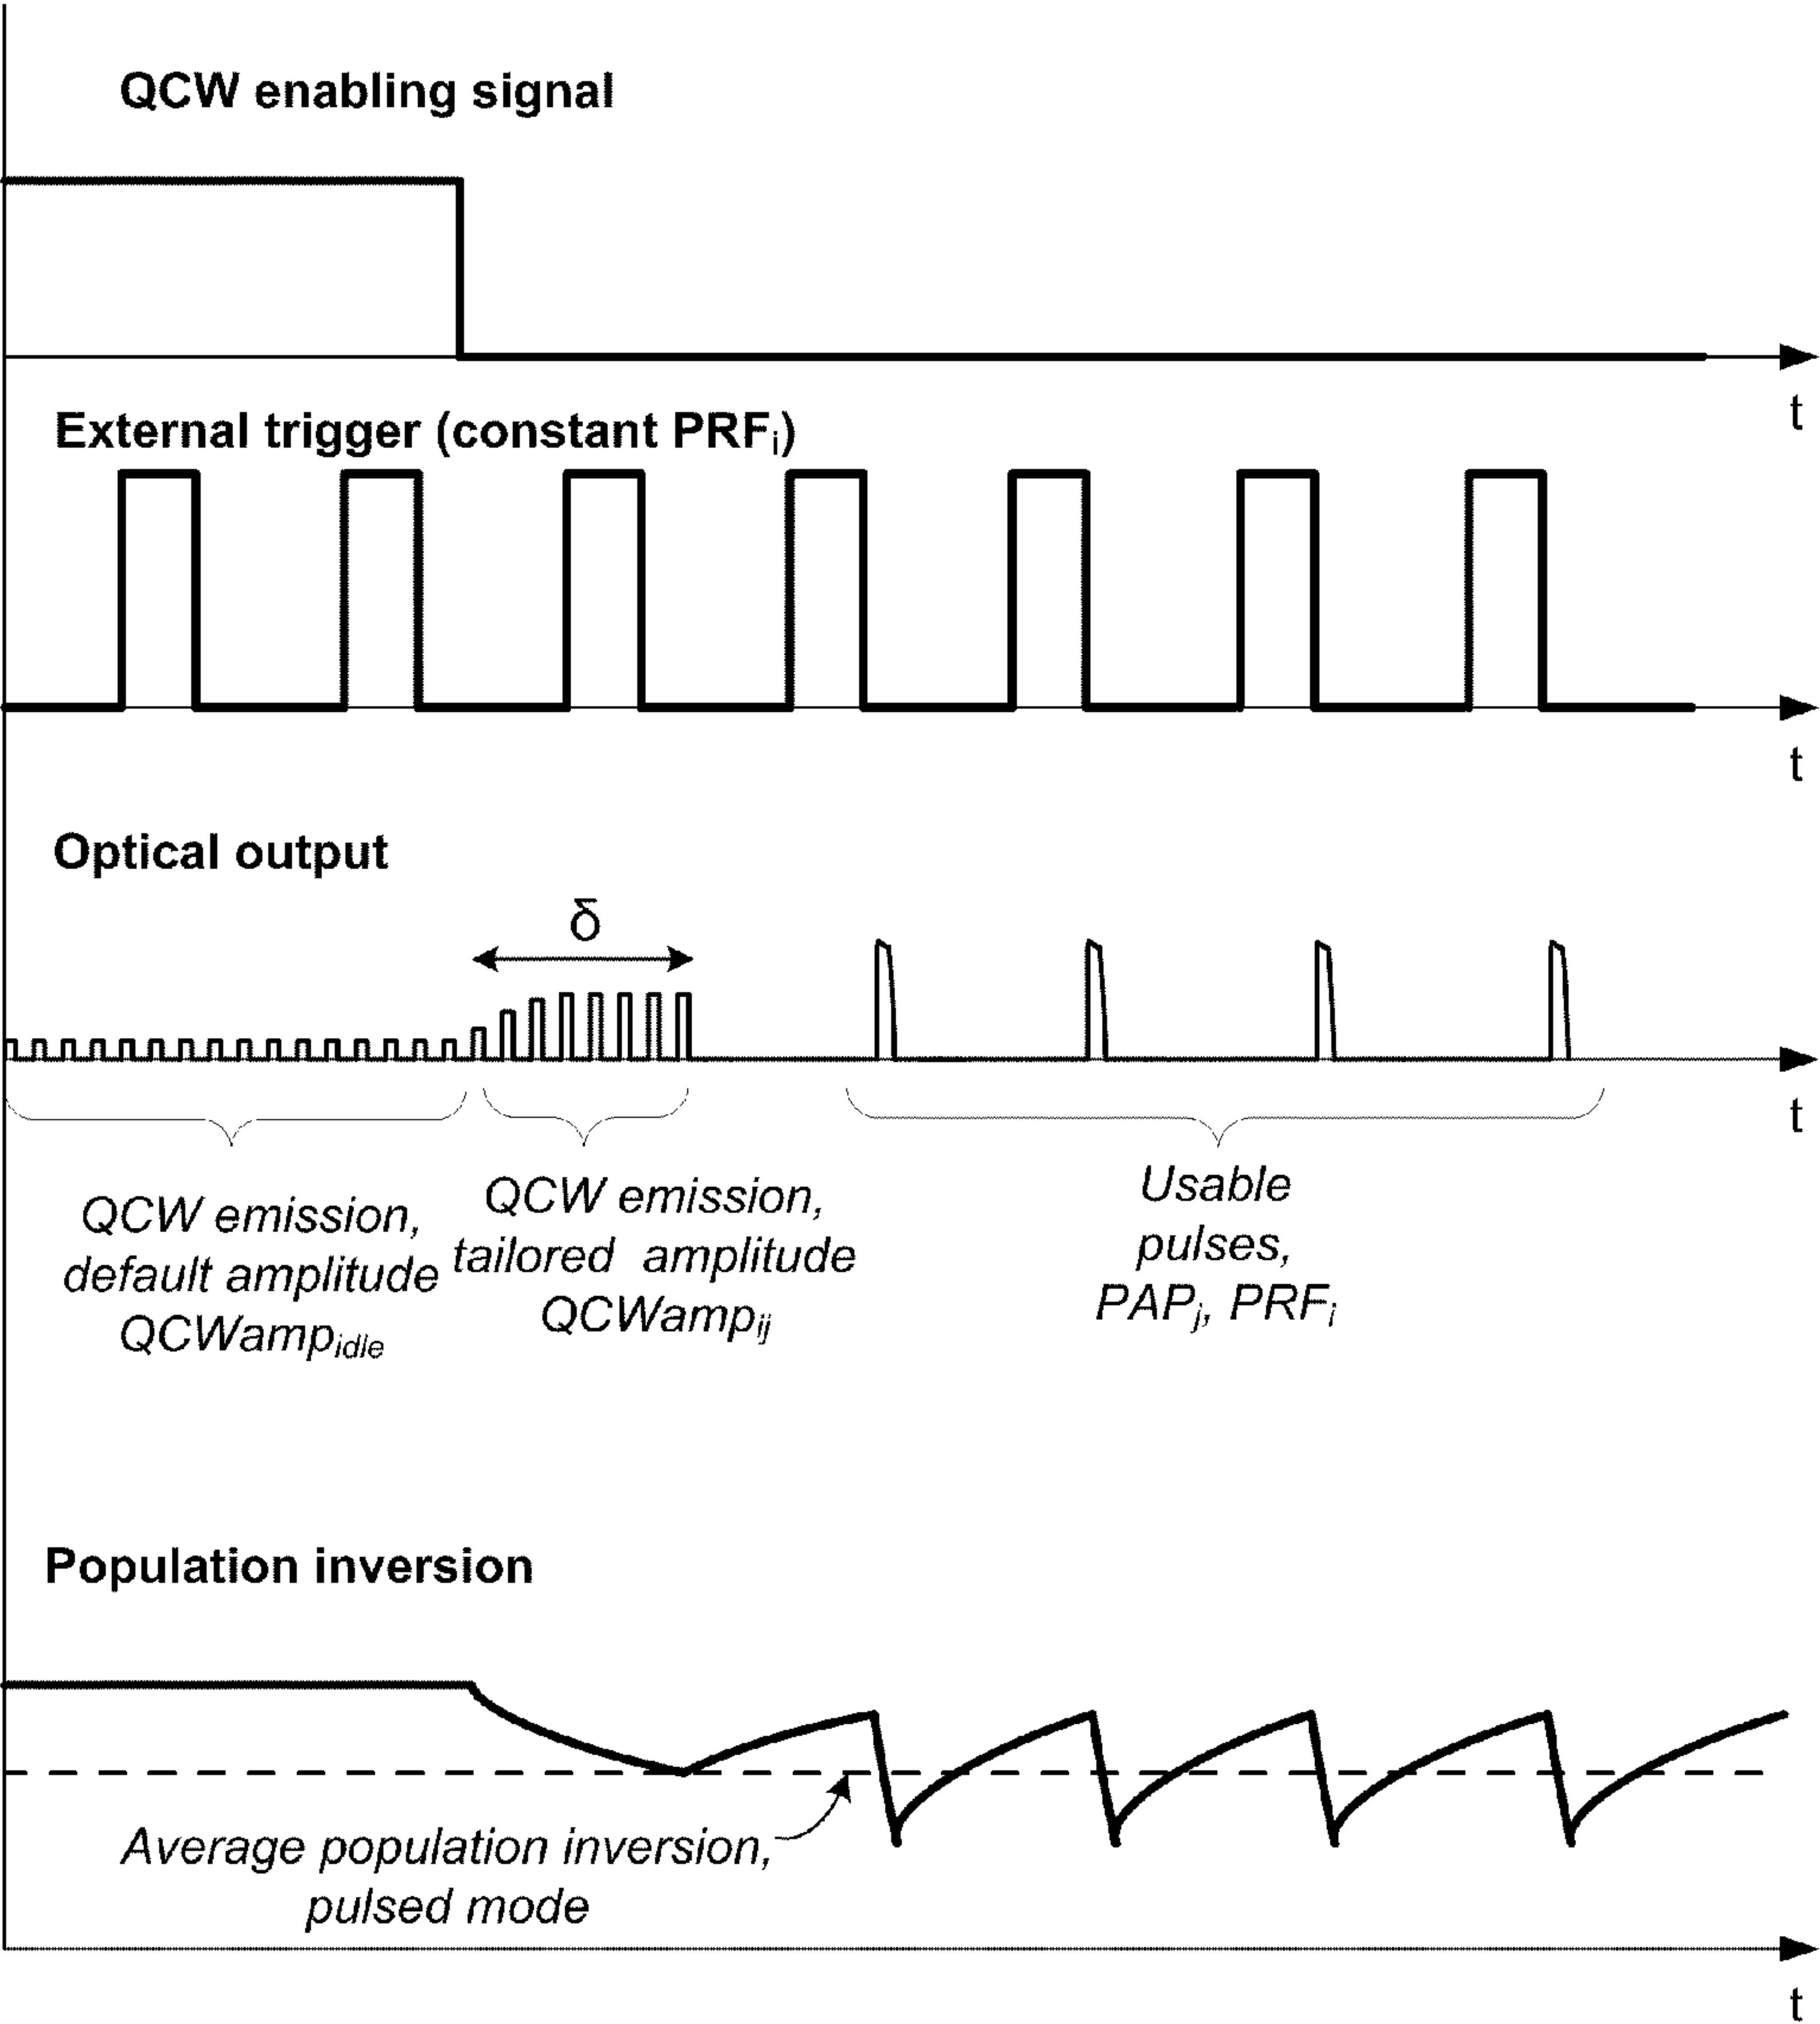 QCW enabling signal
t
External trigger (constant PRFi)
t
Optical output
δ
t
QCW emission,
default amplitude
QCWampidle
QCW emission,
tailored amplitude
QCWampij
Usable
pulses,
PAPj, PRFi
Population inversion
Average population inversion,
pulsed mode
t